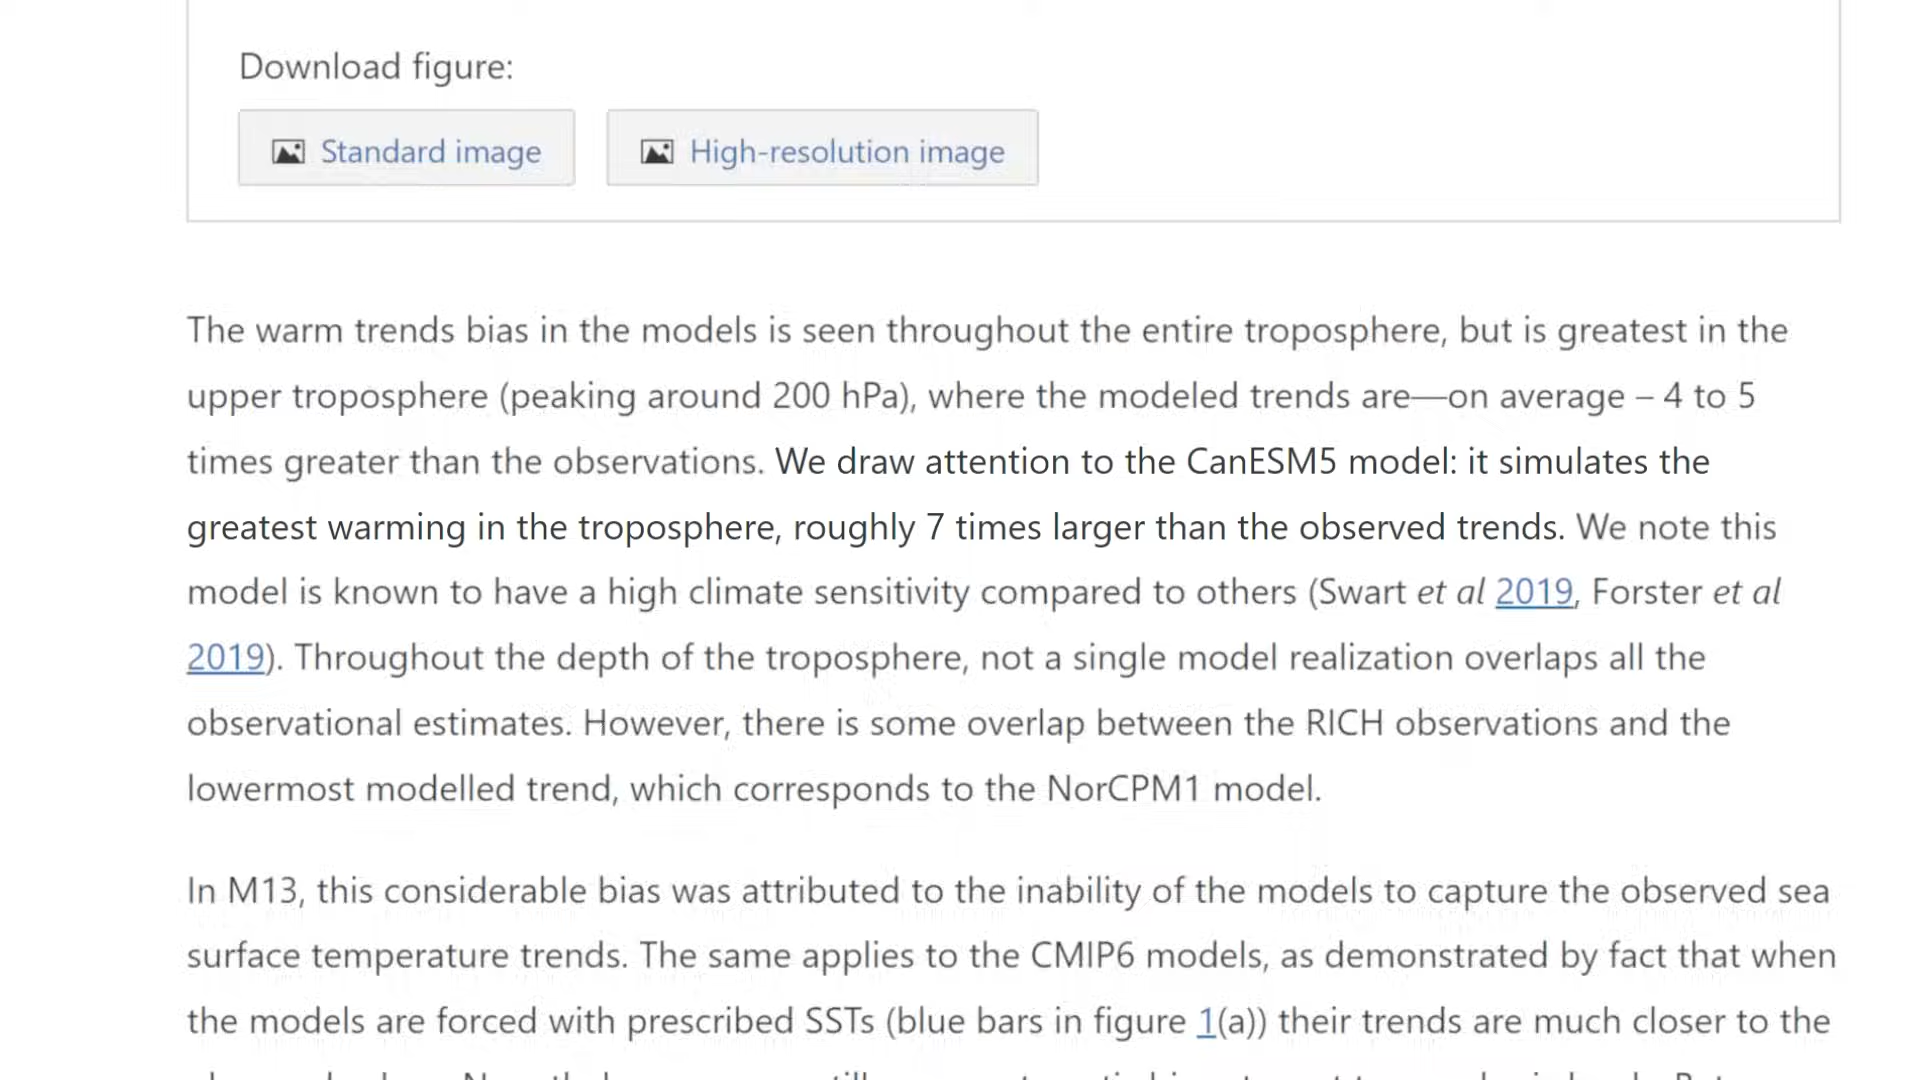 Download figure:
Standard image
High-resolution image
The warm trends bias in the models is seen throughout the entire troposphere, but is greatest in the
upper troposphere (peaking around 200 hPa), where the modeled trends are—on average – 4 to 5
times greater than the observations. We draw attention to the CanESM5 model: it simulates the
greatest warming in the troposphere, roughly 7 times larger than the observed trends. We note this
model is known to have a high climate sensitivity compared to others (Swart et al 2019, Forster et al
2019). Throughout the depth of the troposphere, not a single model realization overlaps all the
observational estimates. However, there is some overlap between the RICH observations and the
lowermost modelled trend, which corresponds to the NorCPM1 model.
In M13, this considerable bias was attributed to the inability of the models to capture the observed sea
surface temperature trends. The same applies to the CMIP6 models, as demonstrated by fact that when
the models are forced with prescribed SSTs (blue bars in figure 1(a)) their trends are much closer to the